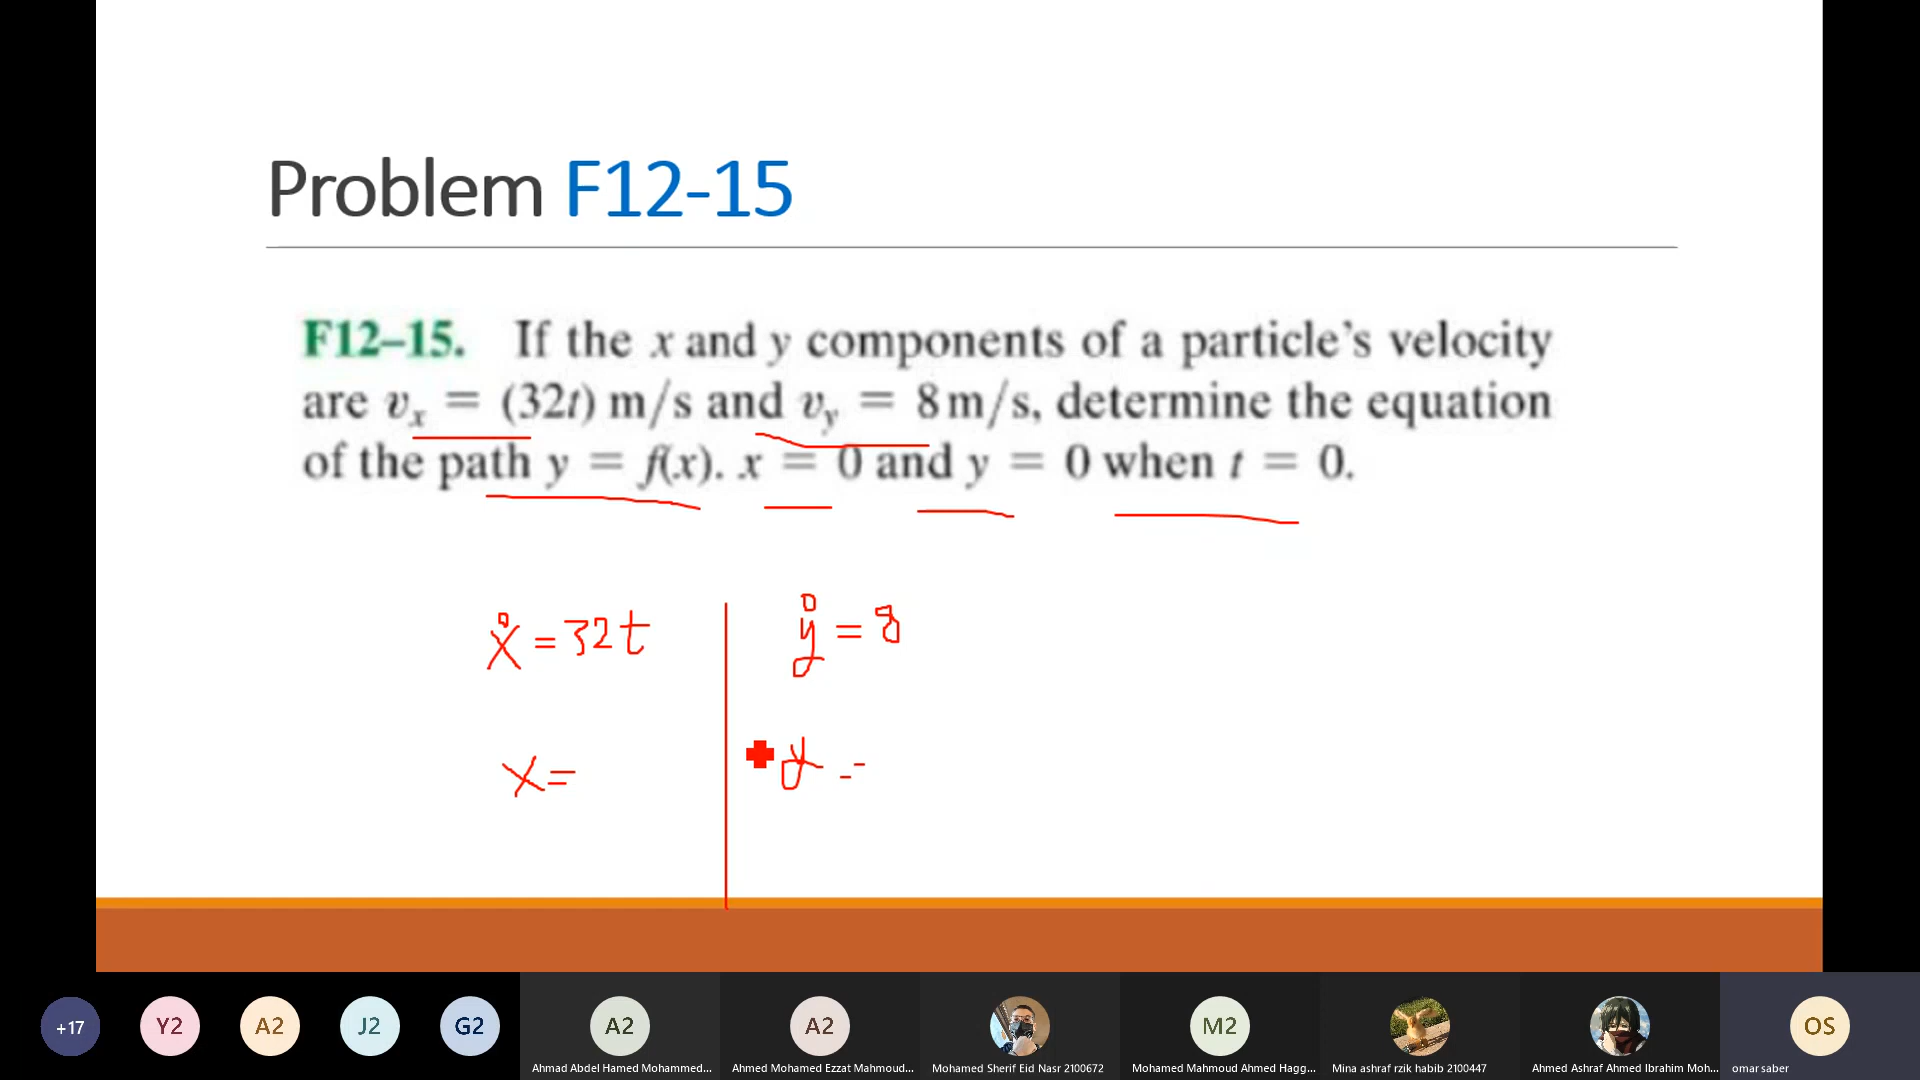 Problem F12-15
F12–15. If the x and y components of a particle's velocity
are vₓ = (32t) m/s and vᵧ = 8 m/s, determine the equation
of the path y = f(x). x = 0 and y = 0 when t = 0.
ẋ = 32t
ẏ = 8
x =
y =
+17
Y2
A2
J2
G2
A2
A2
M2
OS
Ahmad Abdel Hamed Mohammed...
Ahmed Mohamed Ezzat Mahmoud...
Mohamed Sherif Eid Nasr 2100672
Mohamed Mahmoud Ahmed Hagg...
Mina ashraf rzik habib 2100447
Ahmed Ashraf Ahmed Ibrahim Moh...
omar saber